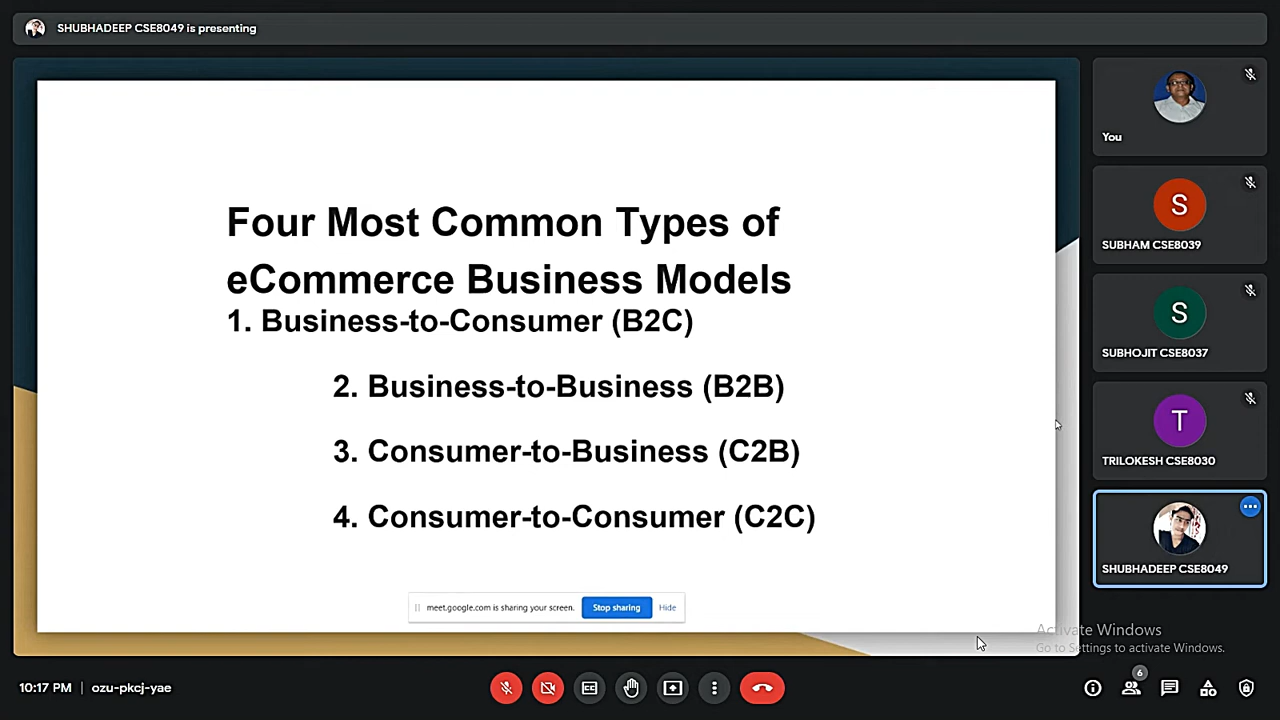 SHUBHADEEP CSE8049 is presenting
Four Most Common Types of
eCommerce Business Models
1. Business-to-Consumer (B2C)
2. Business-to-Business (B2B)
3. Consumer-to-Business (C2B)
4. Consumer-to-Consumer (C2C)
meet.google.com is sharing your screen. Stop sharing Hide
You
S
SUBHAM CSE8039
S
SUBHOJIT CSE8037
T
TRILOKESH CSE8030
SHUBHADEEP CSE8049
Activate Windows
Go to Settings to activate Windows.
10:17 PM ozu-pkcj-yae
6